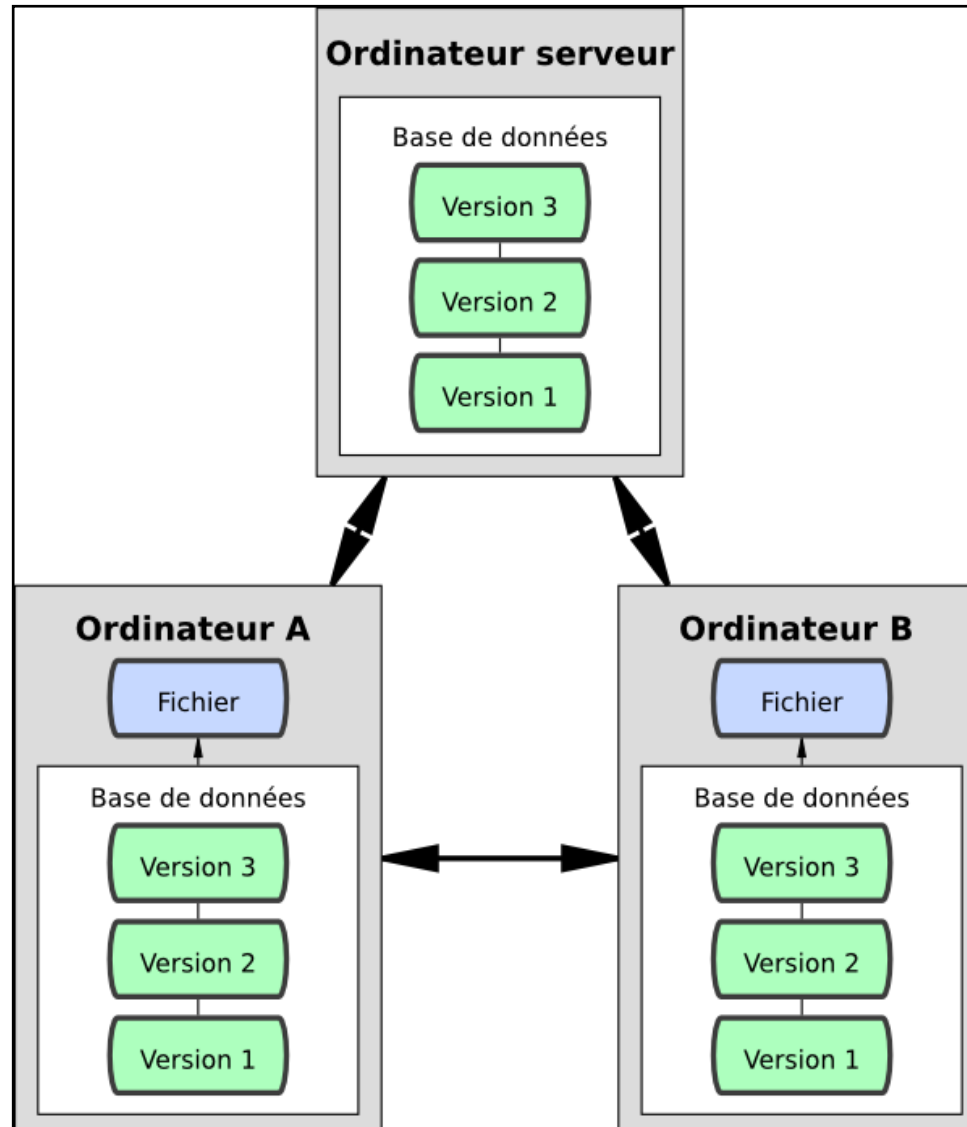 Ordinateur serveur
Base de données
Version 3
Version 2
Version 1
Ordinateur A
Fichier
Base de données
Version 3
Version 2
Version 1
Ordinateur B
Fichier
Base de données
Version 3
Version 2
Version 1